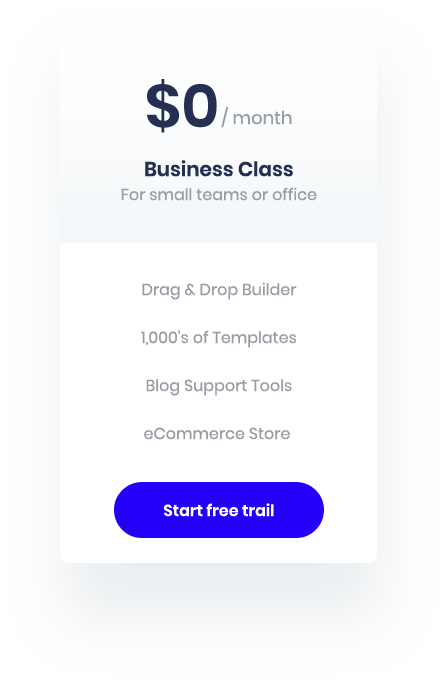 $0 / month
Business Class
For small teams or office
Drag & Drop Builder
1,000's of Templates
Blog Support Tools
eCommerce Store
Start free trail